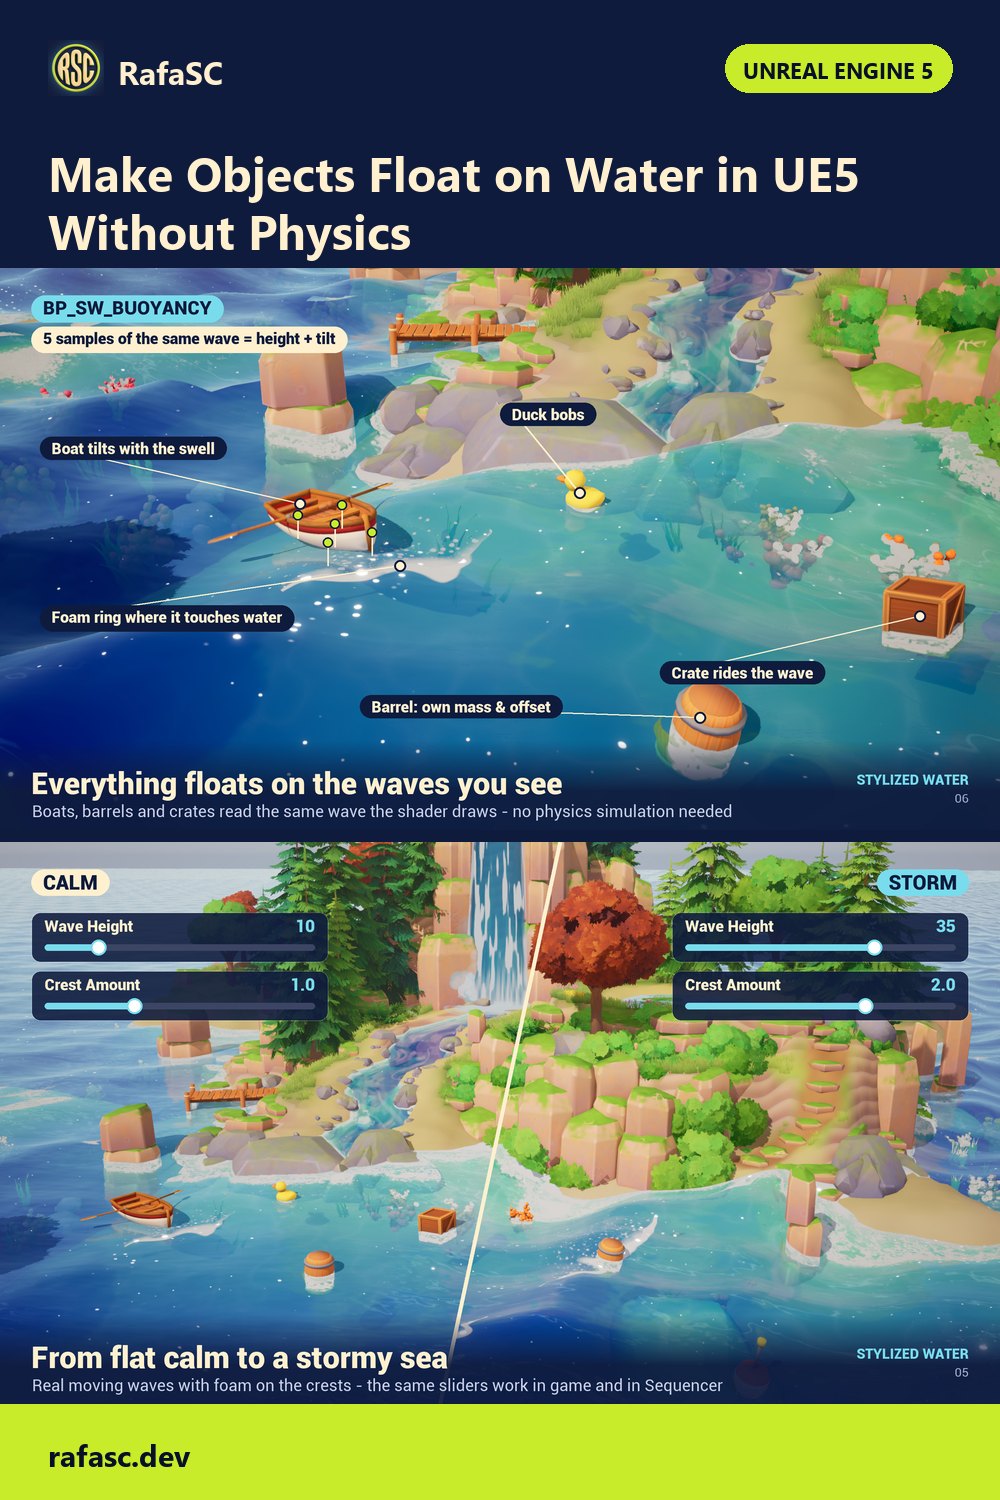 RSC
RafaSC
UNREAL ENGINE 5
Make Objects Float on Water in UE5
Without Physics
BP_SW_BUOYANCY
5 samples of the same wave = height + tilt
Duck bobs
Boat tilts with the swell
Foam ring where it touches water
Crate rides the wave
Barrel: own mass & offset
Everything floats on the waves you see
Boats, barrels and crates read the same wave the shader draws - no physics simulation needed
STYLIZED WATER
06
CALM
Wave Height 10
Crest Amount 1.0
STORM
Wave Height 35
Crest Amount 2.0
From flat calm to a stormy sea
Real moving waves with foam on the crests - the same sliders work in game and in Sequencer
STYLIZED WATER
05
rafasc.dev